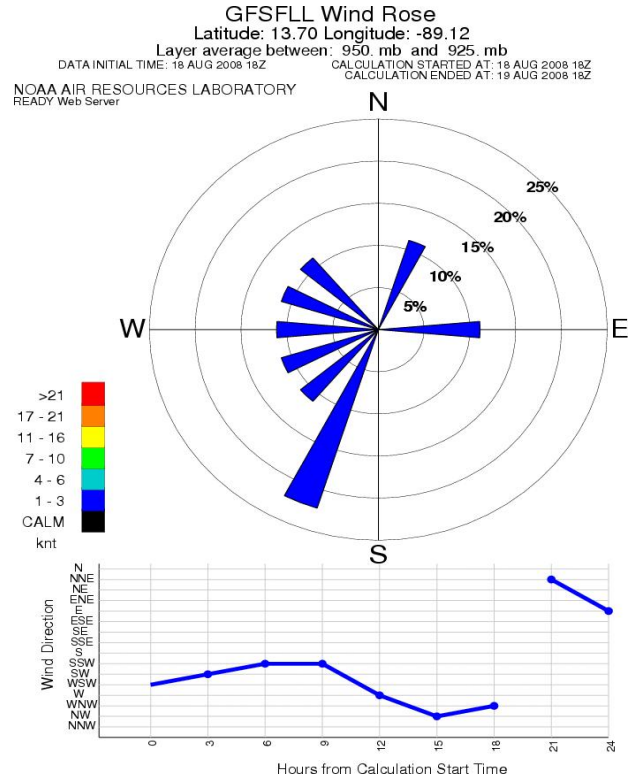 GFSFLL Wind Rose
Latitude: 13.70 Longitude: -89.12
Layer average between: 950. mb and 925. mb
DATA INITIAL TIME: 18 AUG 2008 18Z
CALCULATION STARTED AT: 18 AUG 2008 18Z
CALCULATION ENDED AT: 19 AUG 2008 18Z
NOAA AIR RESOURCES LABORATORY
READY Web Server
N
25%
20%
15%
10%
5%
W
E
S
>21
17 - 21
11 - 16
7 - 10
4 - 6
1 - 3
CALM
knt
Wind Direction
N
NNE
NE
ENE
E
ESE
SE
SSE
S
SSW
SW
WSW
W
WNW
NW
NNW
0 3 6 9 12 15 18 21 24
Hours from Calculation Start Time